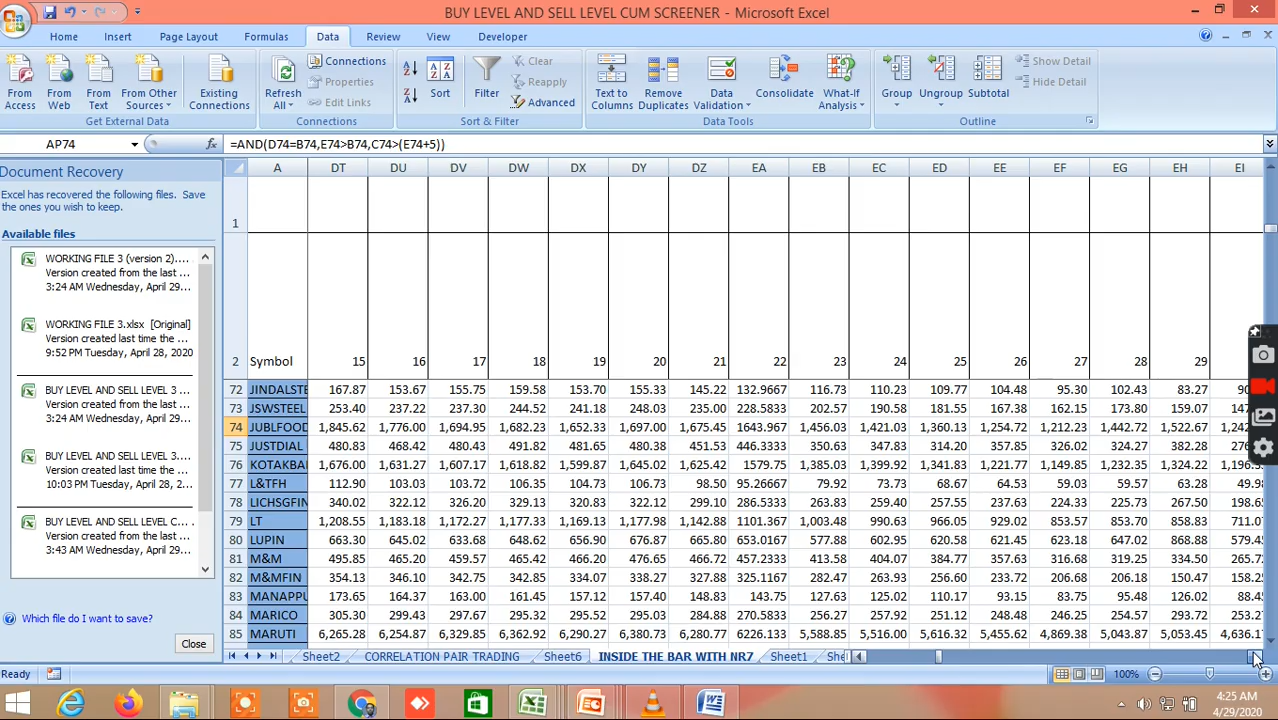 BUY LEVEL AND SELL LEVEL CUM SCREENER - Microsoft Excel
Home Insert Page Layout Formulas Data Review View Developer
From Access
From Web
From Text
From Other Sources
Existing Connections
Get External Data
Refresh All
Connections
Properties
Edit Links
Connections
Sort
Filter
Clear
Reapply
Advanced
Sort & Filter
Text to Columns
Remove Duplicates
Data Validation
Consolidate
What-If Analysis
Data Tools
Group
Ungroup
Subtotal
Show Detail
Hide Detail
Outline
AP74 fx =AND(D74=B74,E74>B74,C74>(E74+5))
Document Recovery
Excel has recovered the following files. Save
the ones you wish to keep.
Available files
WORKING FILE 3 (version 2)....
Version created from the last ...
3:24 AM Wednesday, April 29...
WORKING FILE 3.xlsx [Original]
Version created last time the ...
9:52 PM Tuesday, April 28, 2020
BUY LEVEL AND SELL LEVEL 3 ...
Version created from the last ...
3:24 AM Wednesday, April 29...
BUY LEVEL AND SELL LEVEL 3....
Version created from the last ...
10:03 PM Tuesday, April 28, 2...
BUY LEVEL AND SELL LEVEL C...
Version created from the last ...
3:43 AM Wednesday, April 29...
Which file do I want to save?
Close
A DT DU DV DW DX DY DZ EA EB EC ED EE EF EG EH EI
1
2 Symbol 15 16 17 18 19 20 21 22 23 24 25 26 27 28 29
72 JINDALSTE 167.87 153.67 155.75 159.58 153.70 155.33 145.22 132.9667 116.73 110.23 109.77 104.48 95.30 102.43 83.27 90
73 JSWSTEEL 253.40 237.22 237.30 244.52 241.18 248.03 235.00 228.5833 202.57 190.58 181.55 167.38 162.15 173.80 159.07 147
74 JUBLFOOD 1,845.62 1,776.00 1,694.95 1,682.23 1,652.33 1,697.00 1,675.45 1643.967 1,456.03 1,421.03 1,360.13 1,254.72 1,212.23 1,442.72 1,522.67 1,24
75 JUSTDIAL 480.83 468.42 480.43 491.82 481.65 480.38 451.53 446.3333 350.63 347.83 314.20 357.85 326.02 324.27 382.28 276
76 KOTAKBA 1,676.00 1,631.27 1,607.17 1,618.82 1,599.87 1,645.02 1,625.42 1579.75 1,385.03 1,399.92 1,341.83 1,221.77 1,149.85 1,232.35 1,324.22 1,196
77 L&TFH 112.90 103.03 103.72 106.35 104.73 106.73 98.50 95.26667 79.92 73.73 68.67 64.53 59.03 59.57 63.28 49.98
78 LICHSGFIN 340.02 322.12 326.20 329.13 320.83 322.12 299.10 286.5333 263.83 259.40 257.55 257.63 224.33 225.73 267.50 198.6
79 LT 1,208.55 1,183.18 1,172.27 1,177.33 1,169.13 1,177.98 1,142.88 1101.367 1,003.48 990.63 966.05 929.02 853.57 853.70 858.83 711.0
80 LUPIN 663.30 645.02 633.68 648.62 656.90 676.87 665.80 653.0167 577.88 602.95 620.58 621.45 623.18 647.02 868.88 579.4
81 M&M 495.85 465.20 459.57 465.42 466.20 476.65 466.72 457.2333 413.58 404.07 384.77 357.63 316.68 319.25 334.50 265.7
82 M&MFIN 354.13 346.10 342.75 342.85 334.07 338.27 327.88 325.1167 282.47 263.93 256.60 233.72 206.68 206.18 150.47 158.2
83 MANAPPU 173.65 164.37 163.00 161.45 157.12 157.40 148.83 143.75 127.63 125.02 110.17 93.15 83.75 95.48 126.02 88.4
84 MARICO 305.30 299.43 297.67 295.32 295.52 295.03 284.72 270.5833 256.27 257.92 251.12 248.48 246.25 254.57 293.72 253.2
85 MARUTI 6,265.28 6,254.87 6,329.85 6,362.92 6,290.27 6,380.73 6,280.77 6226.133 5,588.85 5,516.00 5,616.32 5,455.62 4,869.38 5,043.87 5,053.45 4,636.1
Sheet2 CORRELATION PAIR TRADING Sheet6 INSIDE THE BAR WITH NR7 Sheet1 She
Ready 100%
4:25 AM
4/29/2020